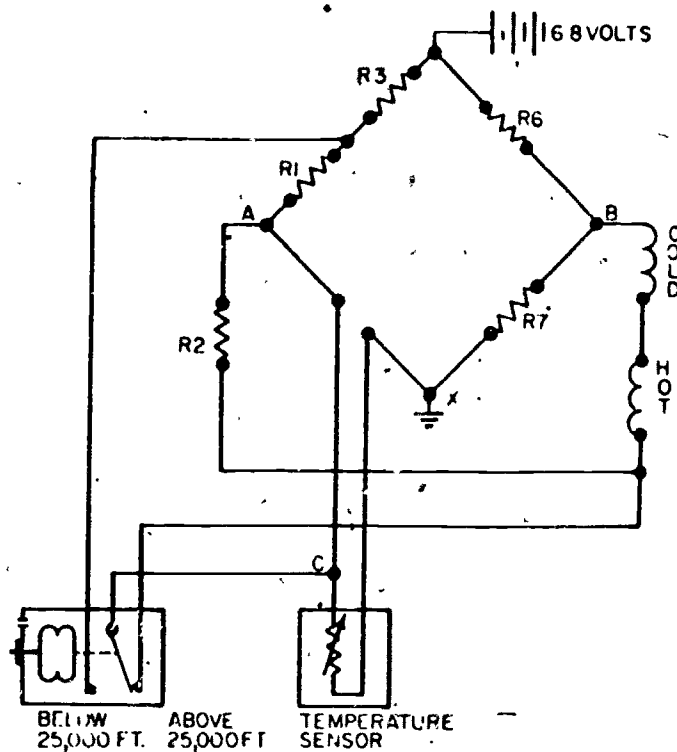 16 8 VOLTS
R3
R6
R1
A
B
COLD
R2
R7
X
HOT
C
BELOW
25,000 FT.
ABOVE
25,000 FT
TEMPERATURE
SENSOR